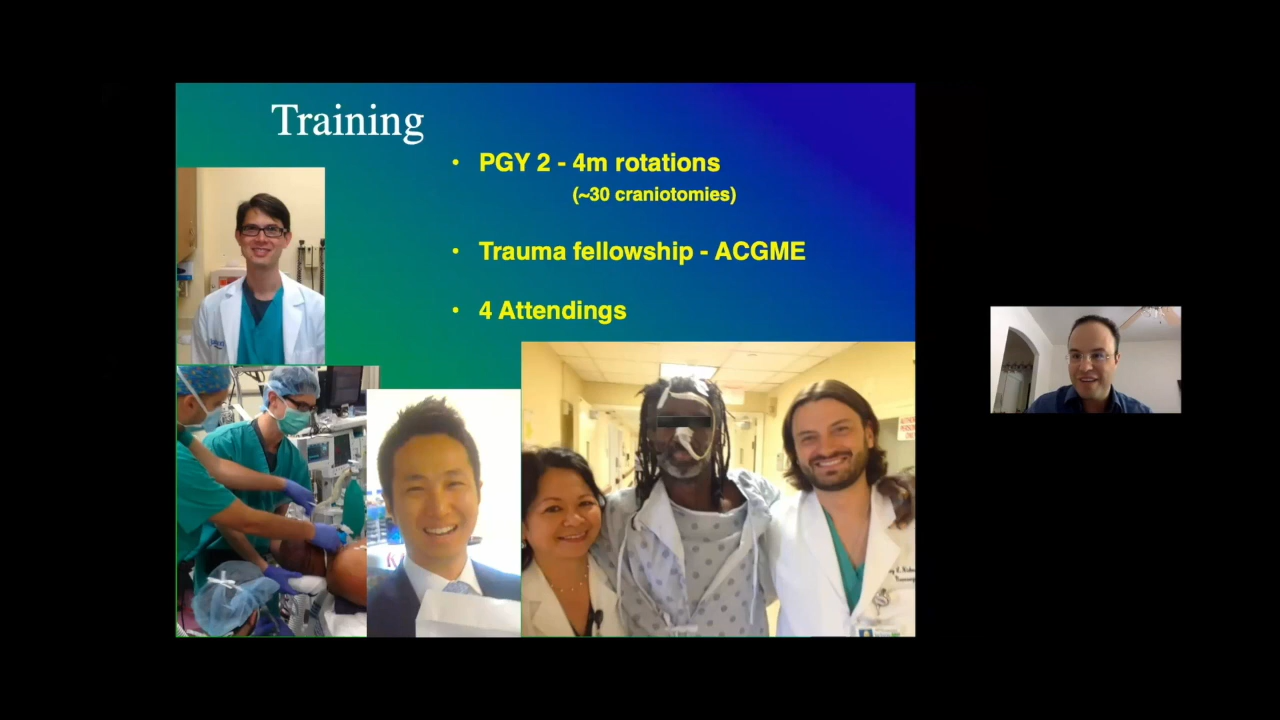 Training
• PGY 2 - 4m rotations
(~30 craniotomies)
• Trauma fellowship - ACGME
• 4 Attendings